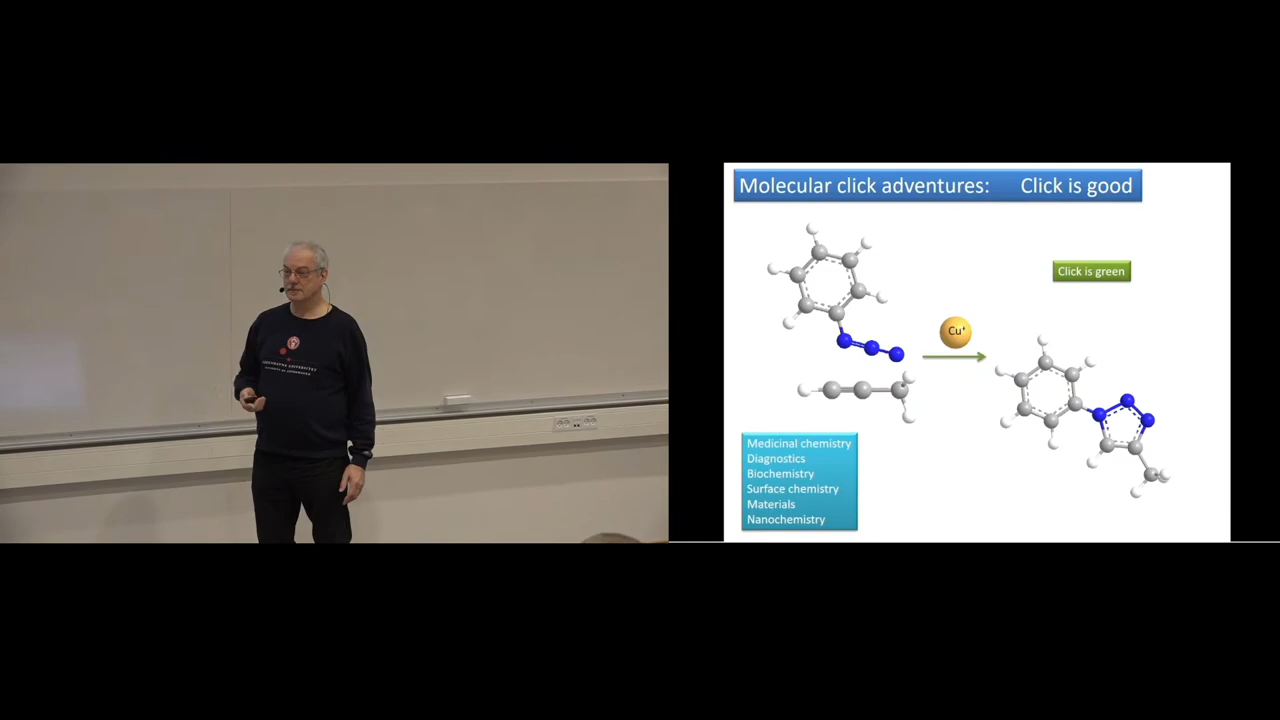 Molecular click adventures: Click is good
Click is green
Cu⁺
Medicinal chemistry
Diagnostics
Biochemistry
Surface chemistry
Materials
Nanochemistry